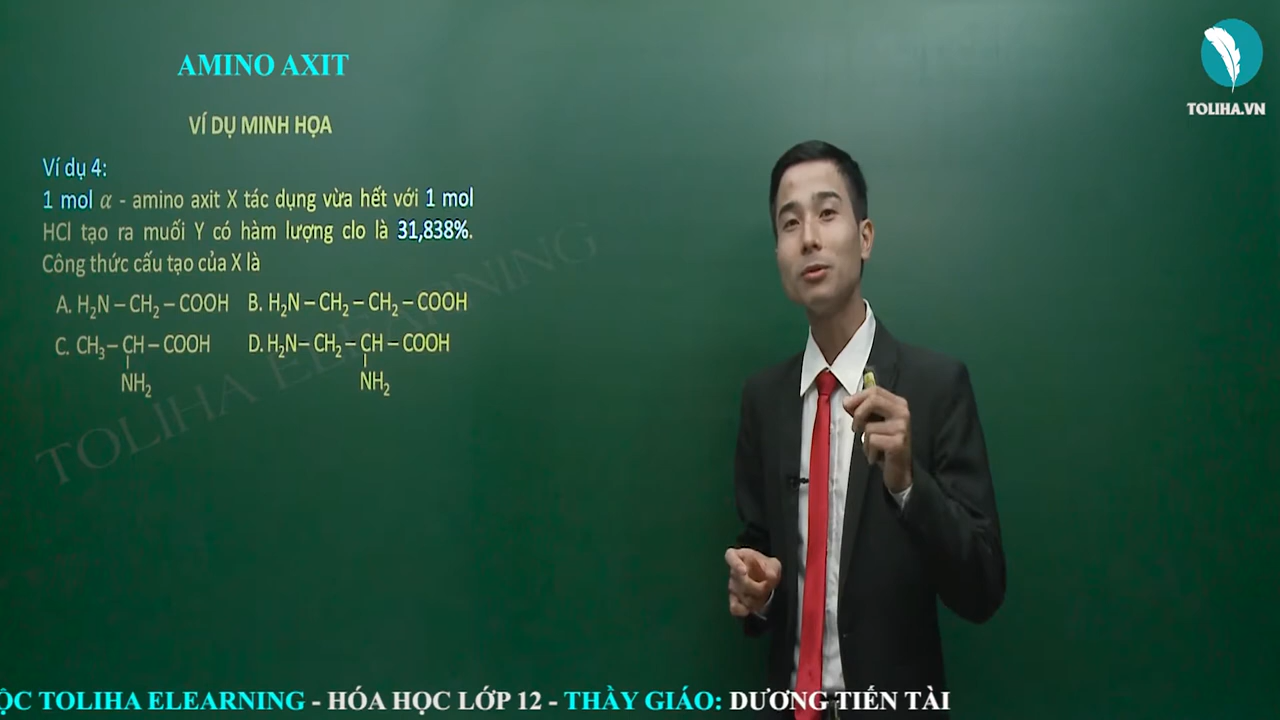 AMINO AXIT
TOLIHA.VN
VÍ DỤ MINH HỌA
Ví dụ 4:
1 mol α - amino axit X tác dụng vừa hết với 1 mol
HCl tạo ra muối Y có hàm lượng clo là 31,838%.
Công thức cấu tạo của X là
A. H₂N – CH₂ – COOH B. H₂N – CH₂ – CH₂ – COOH
C. CH₃ – CH – COOH D. H₂N – CH₂ – CH – COOH
NH₂ NH₂
TOLIHA ELEARNING
ỘC TOLIHA ELEARNING - HÓA HỌC LỚP 12 - THẦY GIÁO: DƯƠNG TIẾN TÀI